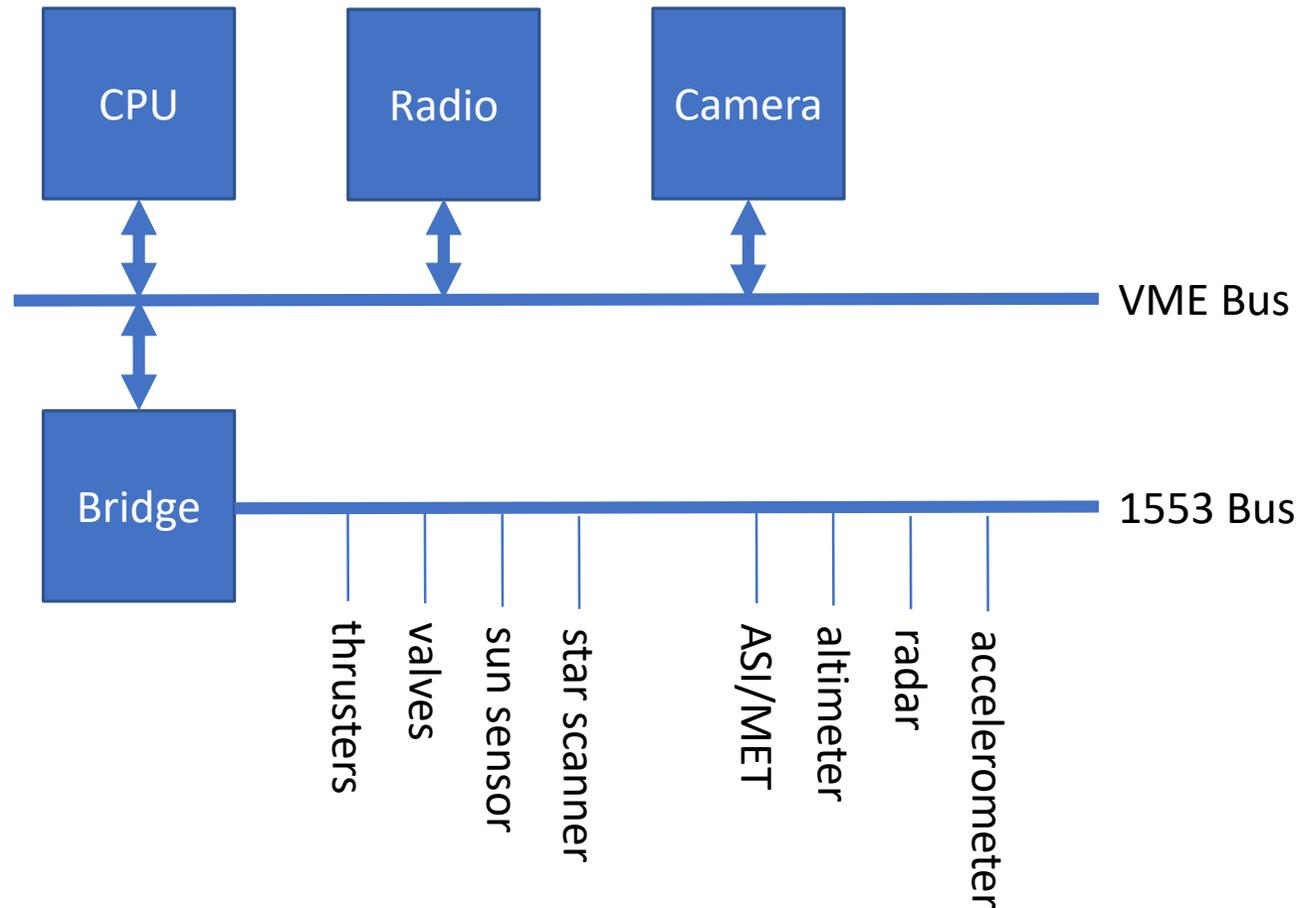 CPU
Radio
Camera
VME Bus
Bridge
1553 Bus
thrusters
valves
sun sensor
star scanner
ASI/MET
altimeter
radar
accelerometer